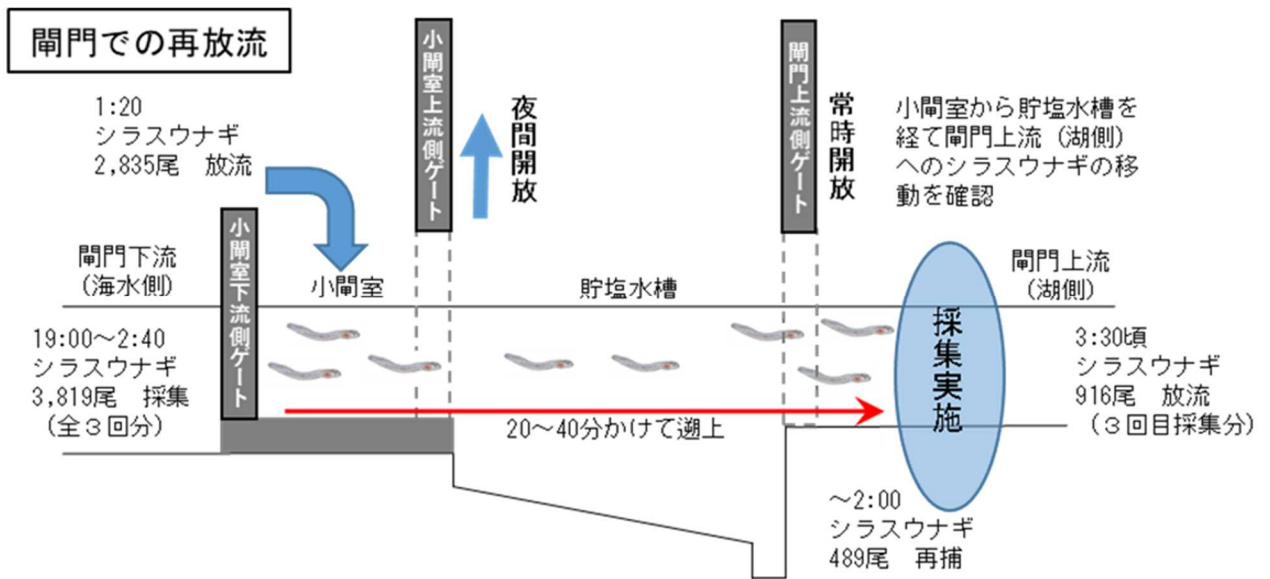 閘門での再放流
1:20
シラスウナギ
2,835尾 放流
小閘室上流側ゲート
夜間開放
閘門上流側ゲート
常時開放
小閘室から貯塩水槽を
経て閘門上流（湖側）
へのシラスウナギの移
動を確認
閘門下流
（海水側）
小閘室下流側ゲート
小閘室
貯塩水槽
閘門上流
（湖側）
19:00～2:40
シラスウナギ
3,819尾 採集
（全３回分）
採集実施
3:30頃
シラスウナギ
916尾 放流
（３回目採集分）
20～40分かけて遡上
～2:00
シラスウナギ
489尾 再捕